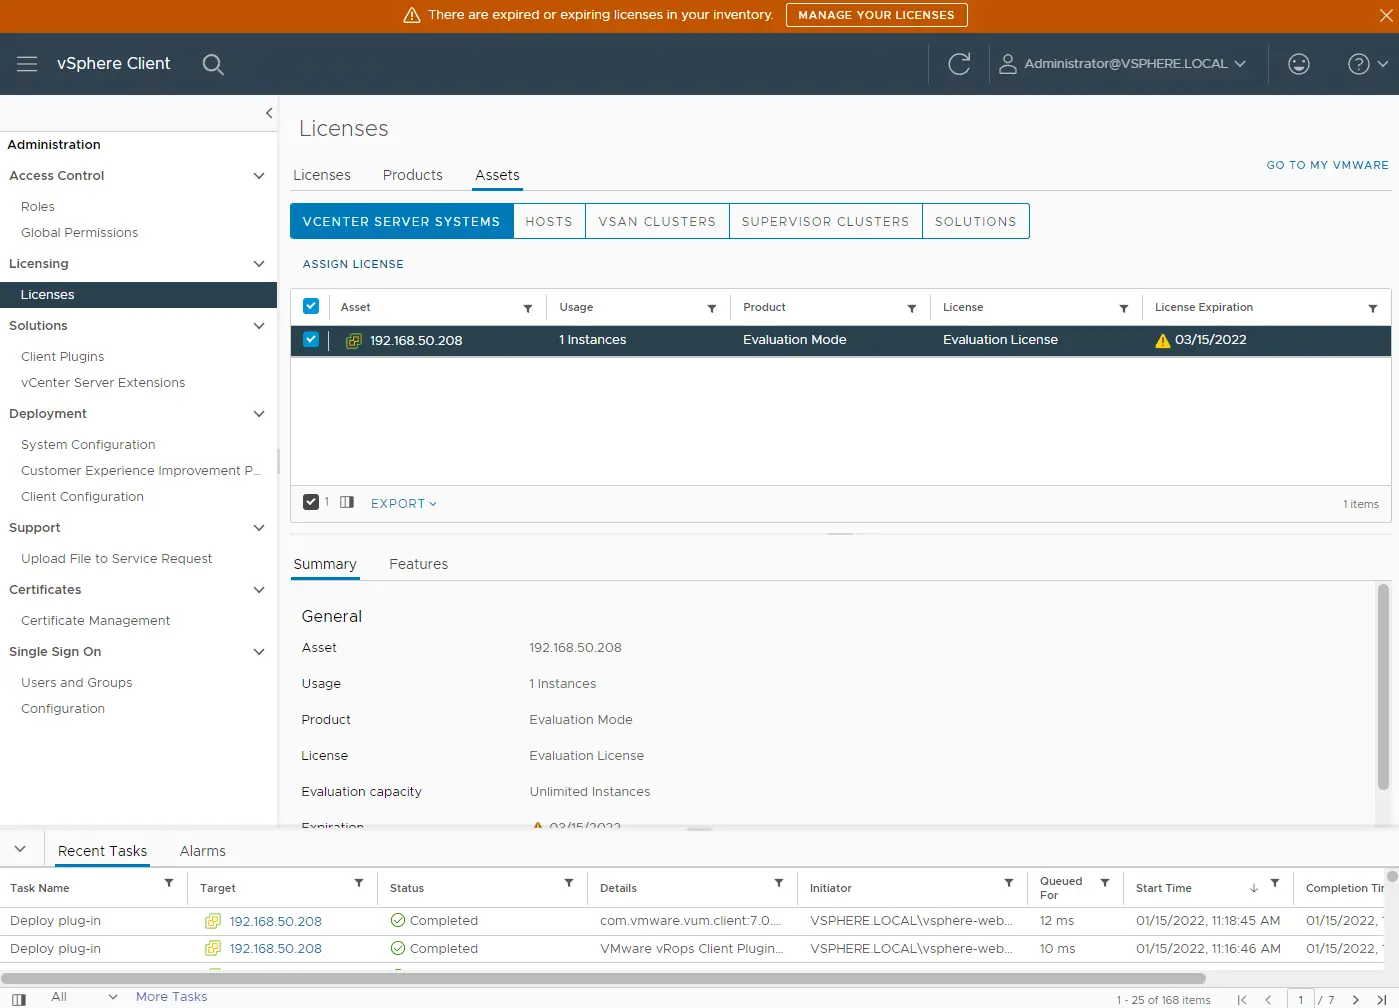 There are expired or expiring licenses in your inventory. MANAGE YOUR LICENSES
vSphere Client Administrator@VSPHERE.LOCAL
Administration
Access Control
Roles
Global Permissions
Licensing
Licenses
Solutions
Client Plugins
vCenter Server Extensions
Deployment
System Configuration
Customer Experience Improvement P...
Client Configuration
Support
Upload File to Service Request
Certificates
Certificate Management
Single Sign On
Users and Groups
Configuration
Licenses
GO TO MY VMWARE
Licenses Products Assets
VCENTER SERVER SYSTEMS HOSTS VSAN CLUSTERS SUPERVISOR CLUSTERS SOLUTIONS
ASSIGN LICENSE
Asset Usage Product License License Expiration
192.168.50.208 1 Instances Evaluation Mode Evaluation License 03/15/2022
1 EXPORT 1 items
Summary Features
General
Asset 192.168.50.208
Usage 1 Instances
Product Evaluation Mode
License Evaluation License
Evaluation capacity Unlimited Instances
Expiration 03/15/2022
Recent Tasks Alarms
Task Name Target Status Details Initiator Queued For Start Time Completion Ti
Deploy plug-in 192.168.50.208 Completed com.vmware.vum.client:7.0.... VSPHERE.LOCAL\vsphere-web... 12 ms 01/15/2022, 11:18:45 AM 01/15/2022,
Deploy plug-in 192.168.50.208 Completed VMware vRops Client Plugin... VSPHERE.LOCAL\vsphere-web... 10 ms 01/15/2022, 11:16:46 AM 01/15/2022,
All More Tasks 1 - 25 of 168 items 1 / 7